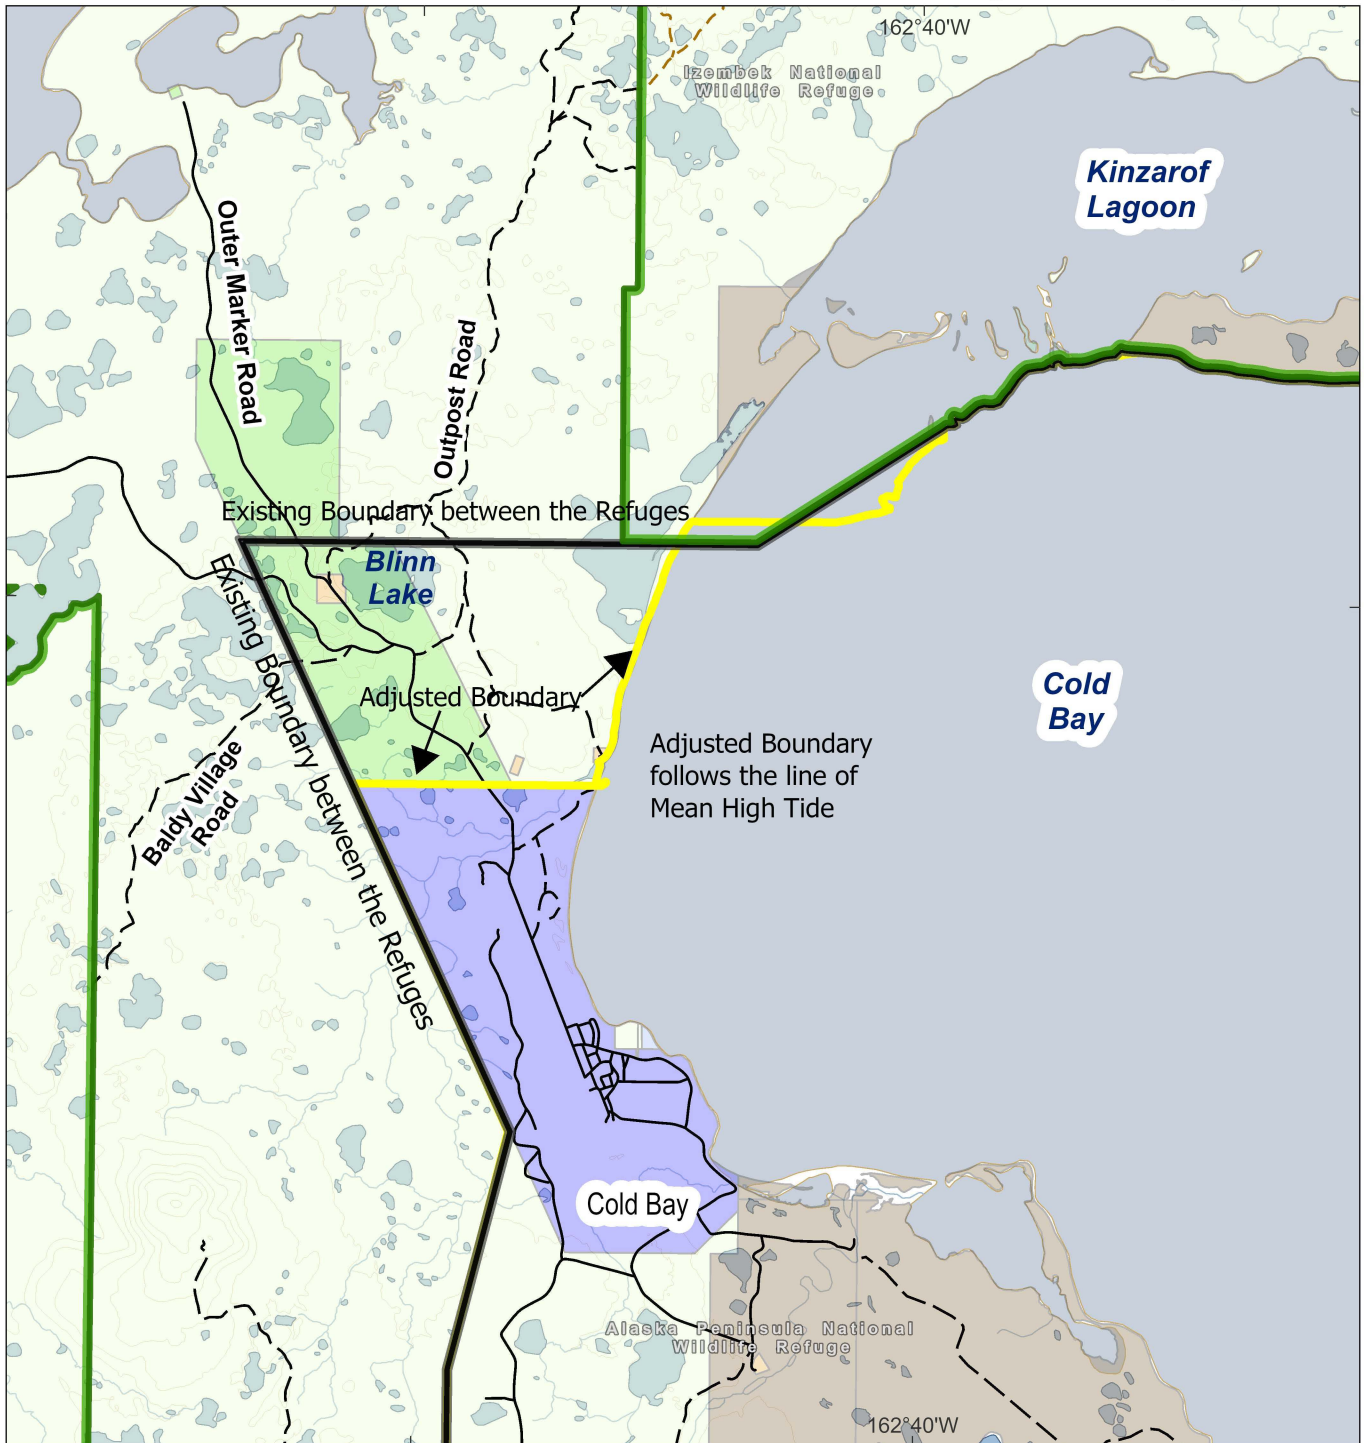 162°40'W
Izembek National
Wildlife Refuge
Kinzarof
Lagoon
Outer Marker Road
Outpost Road
Existing Boundary between the Refuges
Blinn
Lake
Existing Boundary between the Refuges
Adjusted Boundary
Cold
Bay
Adjusted Boundary
follows the line of
Mean High Tide
Baldy Village
Road
Cold Bay
Alaska Peninsula National
Wildlife Refuge
162°40'W